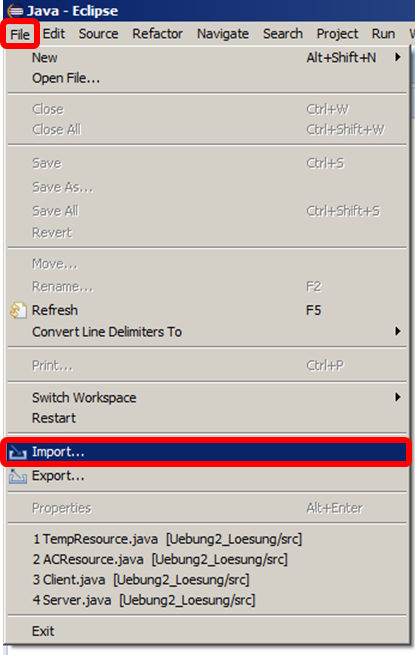 Java - Eclipse
File Edit Source Refactor Navigate Search Project Run
New Alt+Shift+N
Open File...
Close Ctrl+W
Close All Ctrl+Shift+W
Save Ctrl+S
Save As...
Save All Ctrl+Shift+S
Revert
Move...
Rename... F2
Refresh F5
Convert Line Delimiters To
Print... Ctrl+P
Switch Workspace
Restart
Import...
Export...
Properties Alt+Enter
1 TempResource.java [Uebung2_Loesung/src]
2 ACResource.java [Uebung2_Loesung/src]
3 Client.java [Uebung2_Loesung/src]
4 Server.java [Uebung2_Loesung/src]
Exit